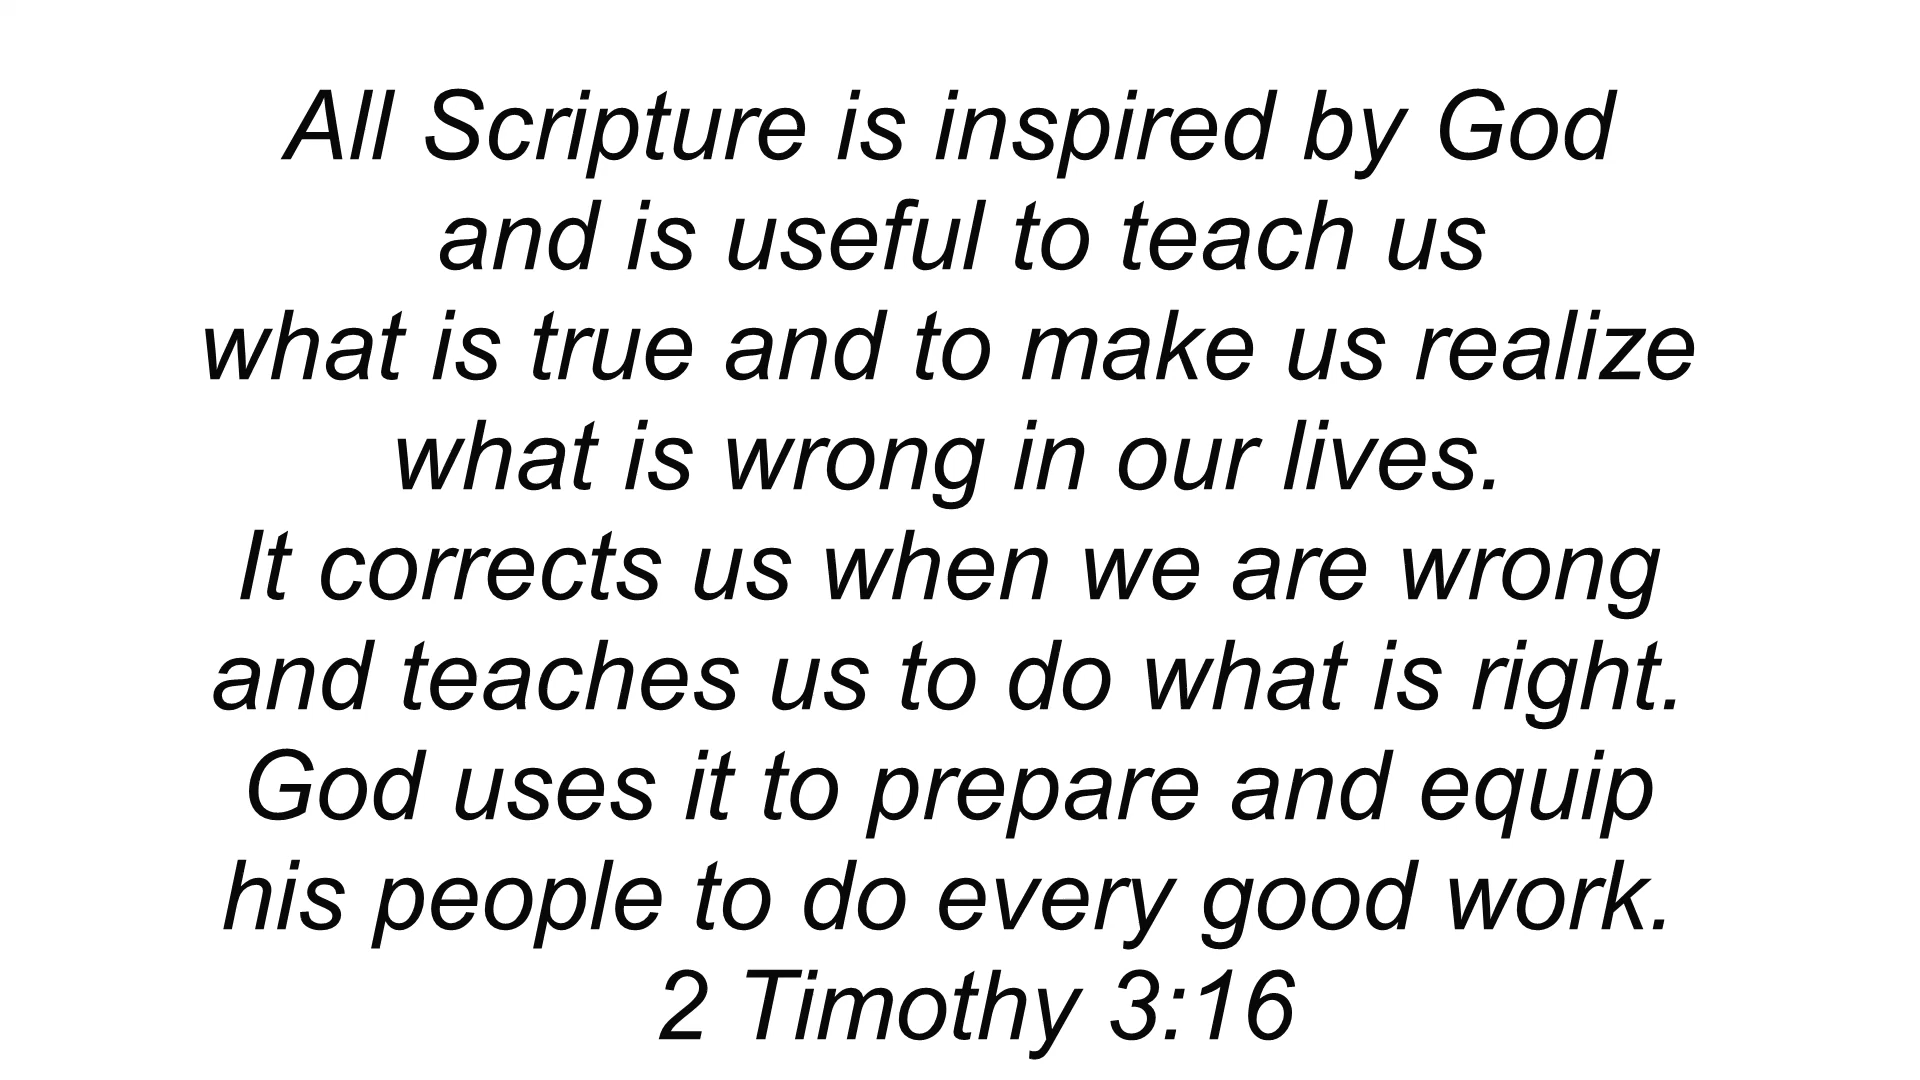 All Scripture is inspired by God
and is useful to teach us
what is true and to make us realize
what is wrong in our lives.
It corrects us when we are wrong
and teaches us to do what is right.
God uses it to prepare and equip
his people to do every good work.
2 Timothy 3:16